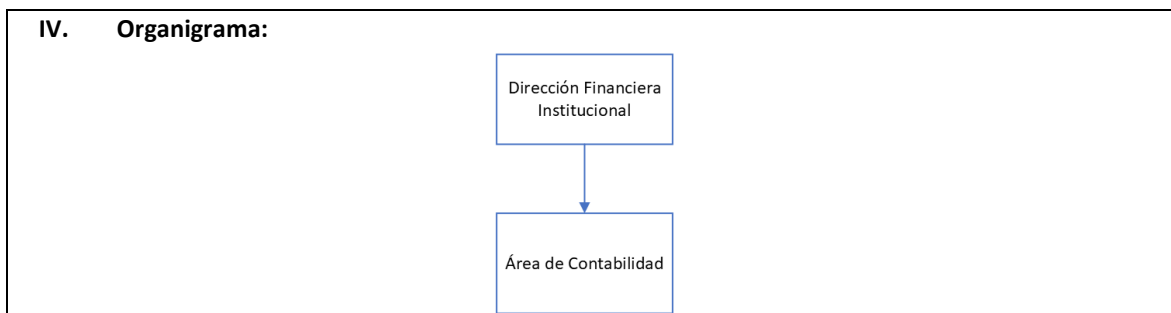 IV. Organigrama:
Dirección Financiera
Institucional
Área de Contabilidad